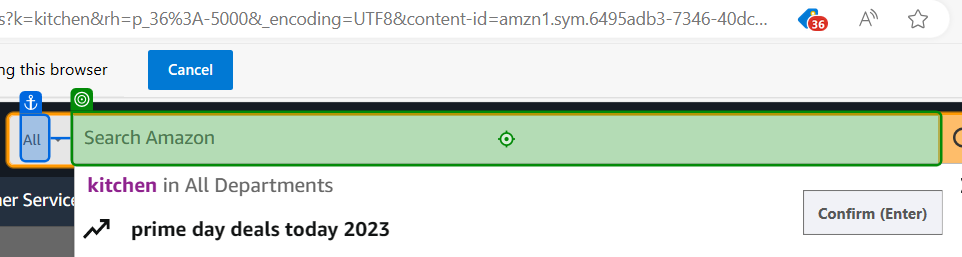 s?k=kitchen&rh=p_36%3A-5000&_encoding=UTF8&content-id=amzn1.sym.6495adb3-7346-40dc...
36
ng this browser
Cancel
All
Search Amazon
ner Service
kitchen in All Departments
prime day deals today 2023
Confirm (Enter)